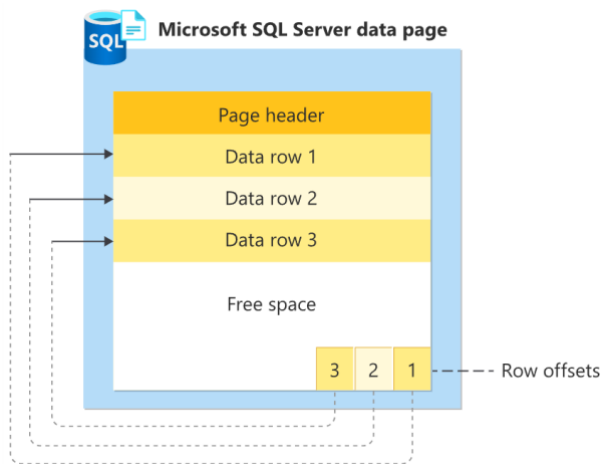 SQL
Microsoft SQL Server data page
Page header
Data row 1
Data row 2
Data row 3
Free space
3 2 1
Row offsets